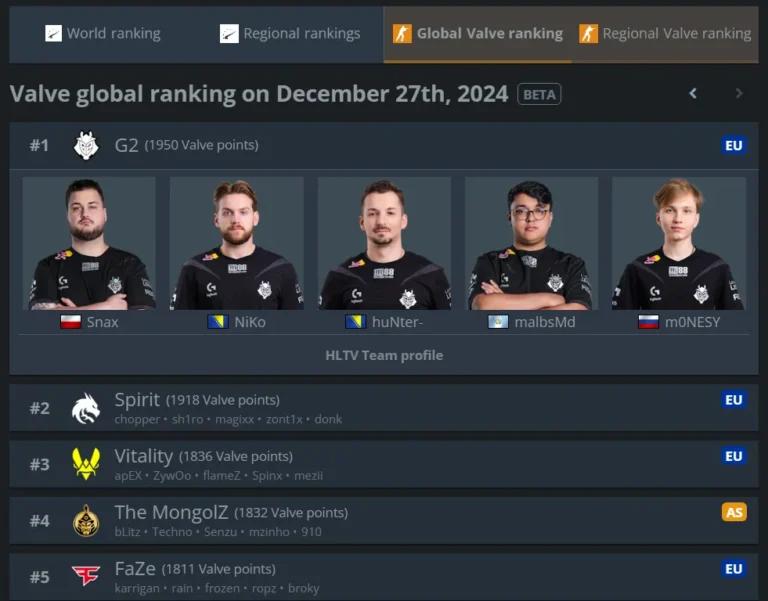 World ranking
Regional rankings
Global Valve ranking
Regional Valve ranking
Valve global ranking on December 27th, 2024 BETA
#1 G2 (1950 Valve points) EU
Snax NiKo huNter- malbsMd m0NESY
HLTV Team profile
#2 Spirit (1918 Valve points) EU
chopper • sh1ro • magixx • zont1x • donk
#3 Vitality (1836 Valve points) EU
apEX • ZywOo • flameZ • Spinx • mezii
#4 The MongolZ (1832 Valve points) AS
bLitz • Techno • Senzu • mzinho • 910
#5 FaZe (1811 Valve points) EU
karrigan • rain • frozen • ropz • broky